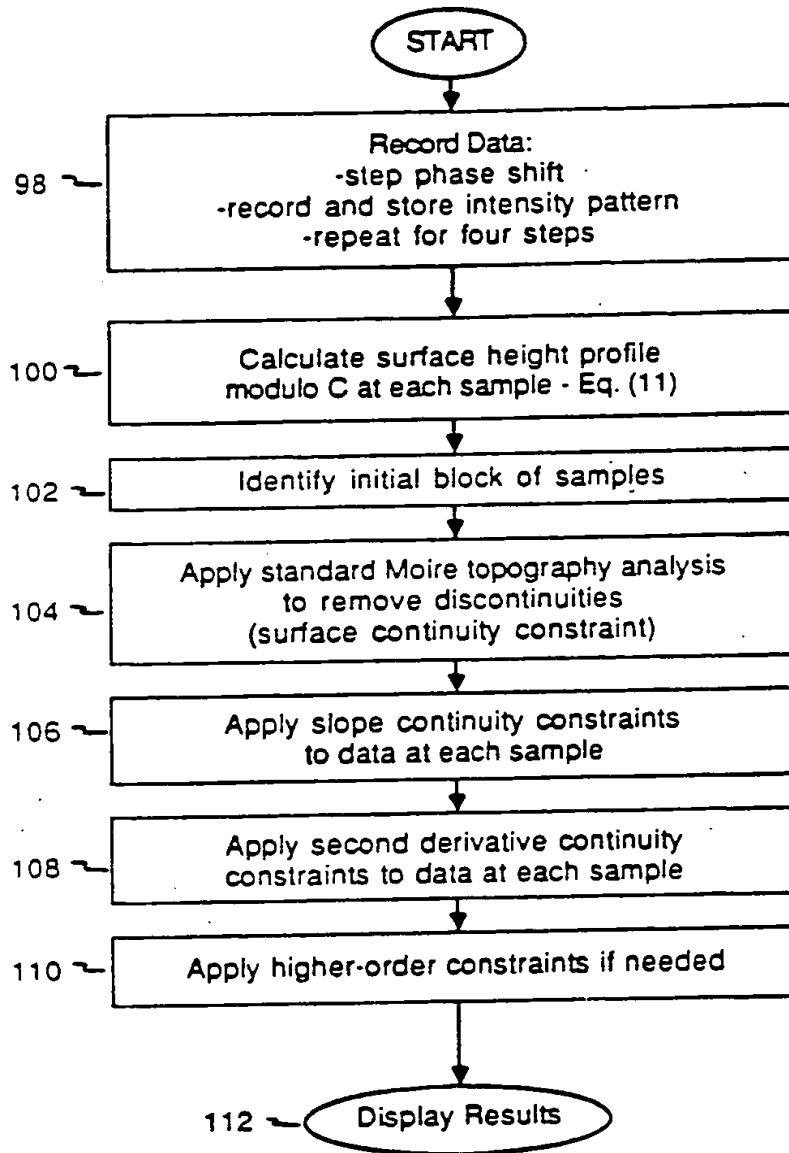 START
Record Data:
-step phase shift
98
-record and store intensity pattern
-repeat for four steps
Calculate surface height profile
100
modulo C at each sample - Eq. (11)
102
Identify initial block of samples
Apply standard Moire topography analysis
104
to remove discontinuities
(surface continuity constraint)
106
Apply slope continuity constraints
to data at each sample
Apply second derivative continuity
108
constraints to data at each sample
110
Apply higher-order constraints if needed
112
Display Results